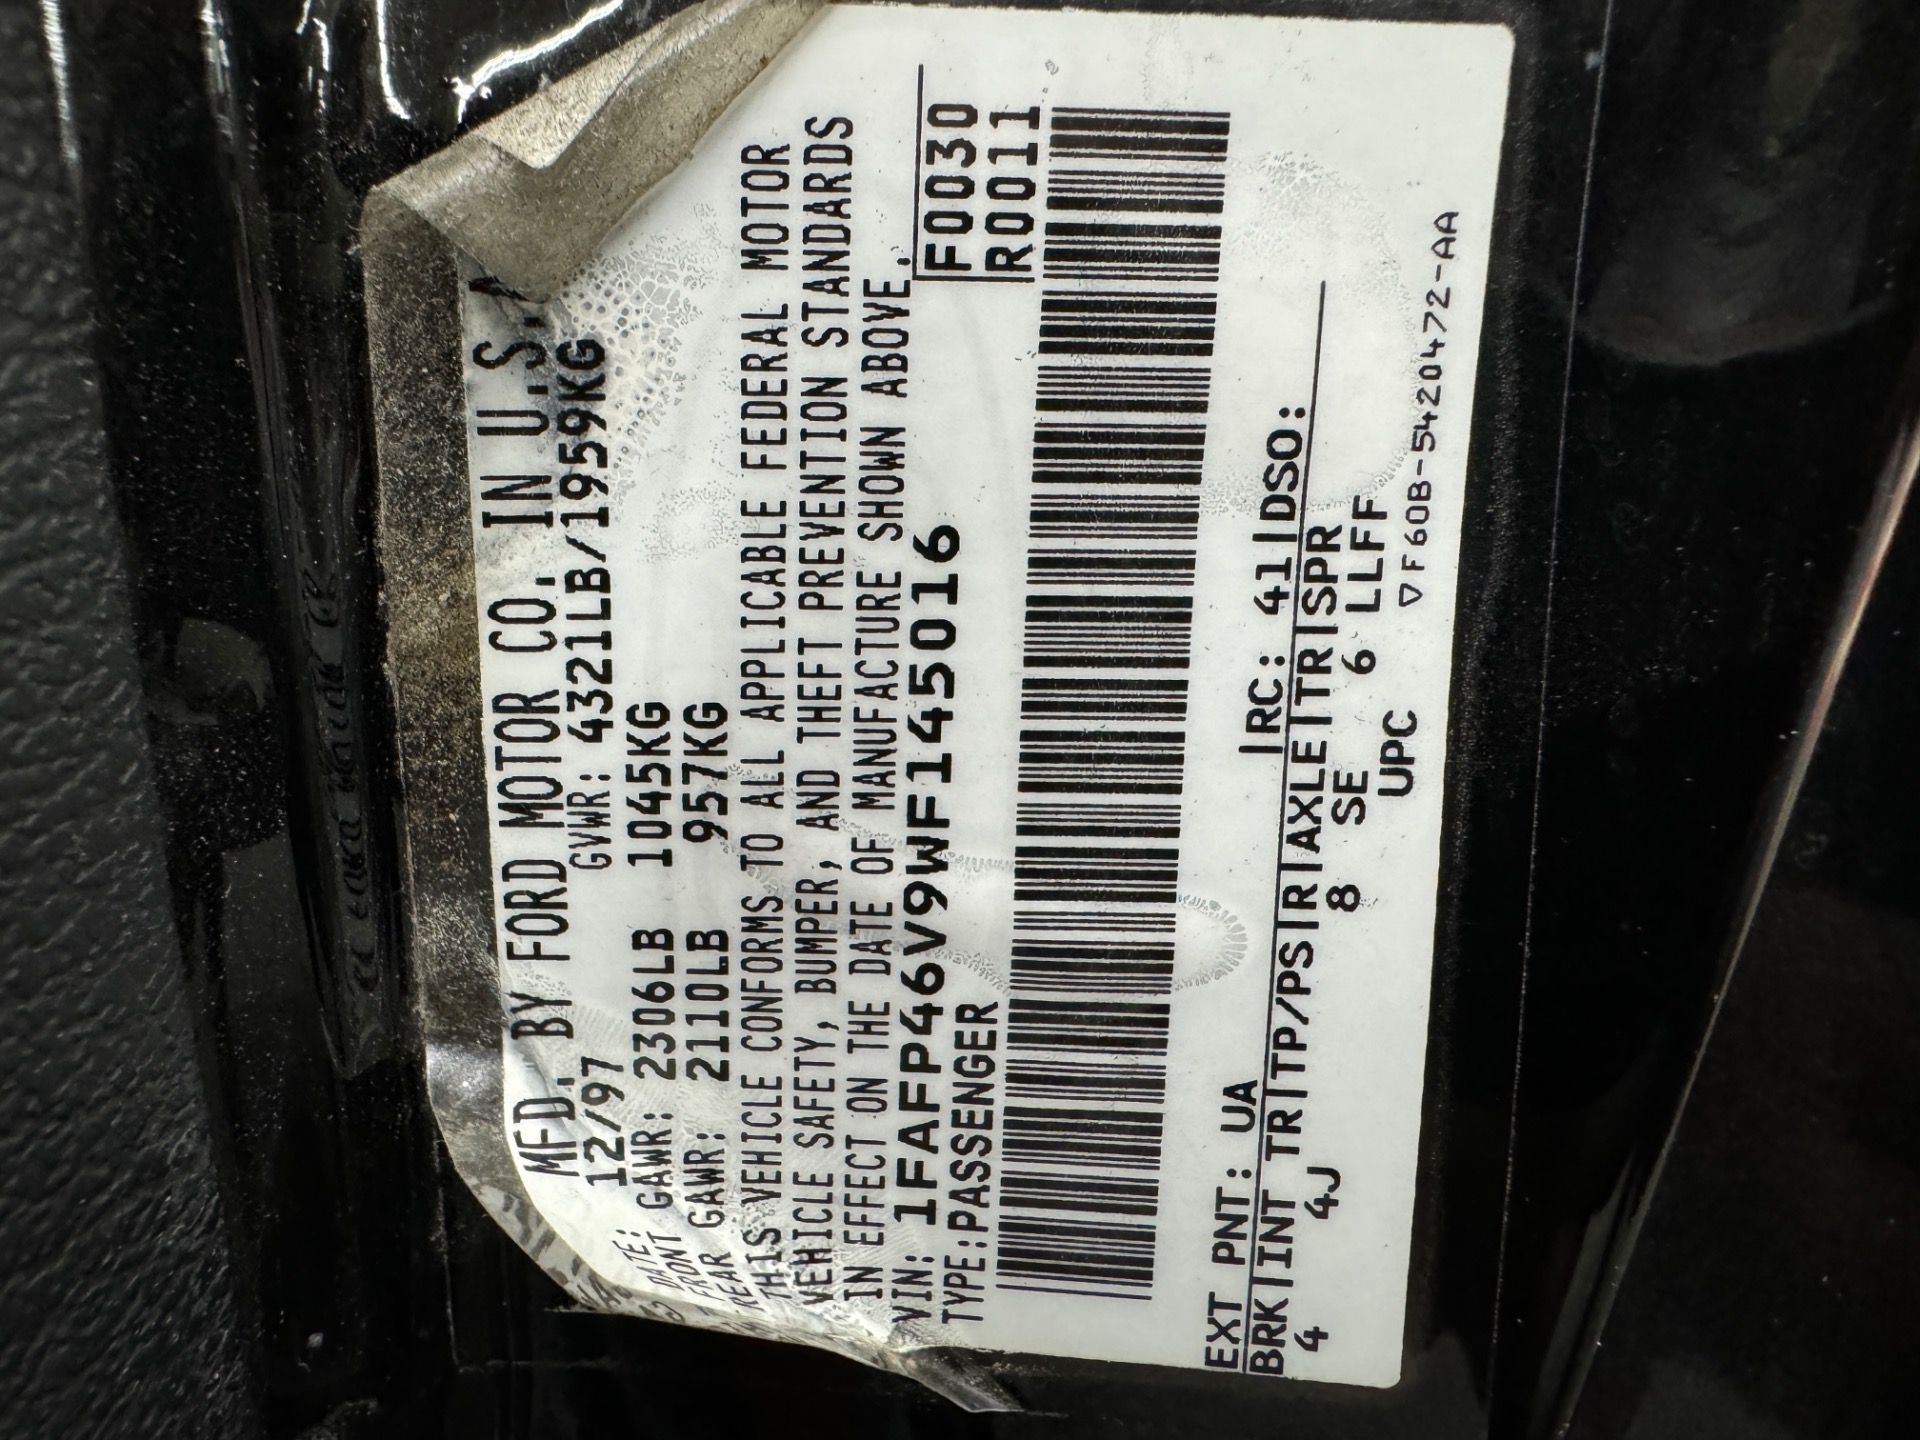 MFD. BY FORD MOTOR CO. IN U.S.
DATE: 12/97 GVWR: 4321LB/1959KG
FRONT GAWR: 2306LB 1045KG
REAR GAWR: 2110LB 957KG
THIS VEHICLE CONFORMS TO ALL APPLICABLE FEDERAL MOTOR
VEHICLE SAFETY, BUMPER, AND THEFT PREVENTION STANDARDS
IN EFFECT ON THE DATE OF MANUFACTURE SHOWN ABOVE.
VIN: 1FAFP46V9WF145016
F0030
TYPE:PASSENGER
R0011
EXT PNT: UA |RC: 41|DSO:
BRK|INT TR|TP/PS|R|AXLE|TR|SPR
4 4J 8 SE 6 LLFF
UPC
▽F60B-5420472-AA